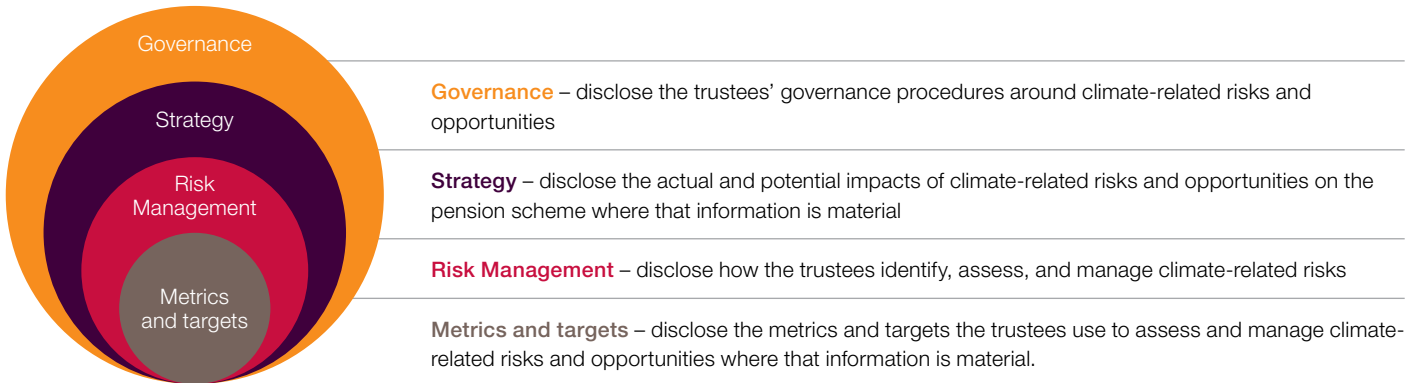 Governance
Strategy
Risk
Management
Metrics
and targets
Governance – disclose the trustees’ governance procedures around climate-related risks and
opportunities
Strategy – disclose the actual and potential impacts of climate-related risks and opportunities on the
pension scheme where that information is material
Risk Management – disclose how the trustees identify, assess, and manage climate-related risks
Metrics and targets – disclose the metrics and targets the trustees use to assess and manage climate-
related risks and opportunities where that information is material.